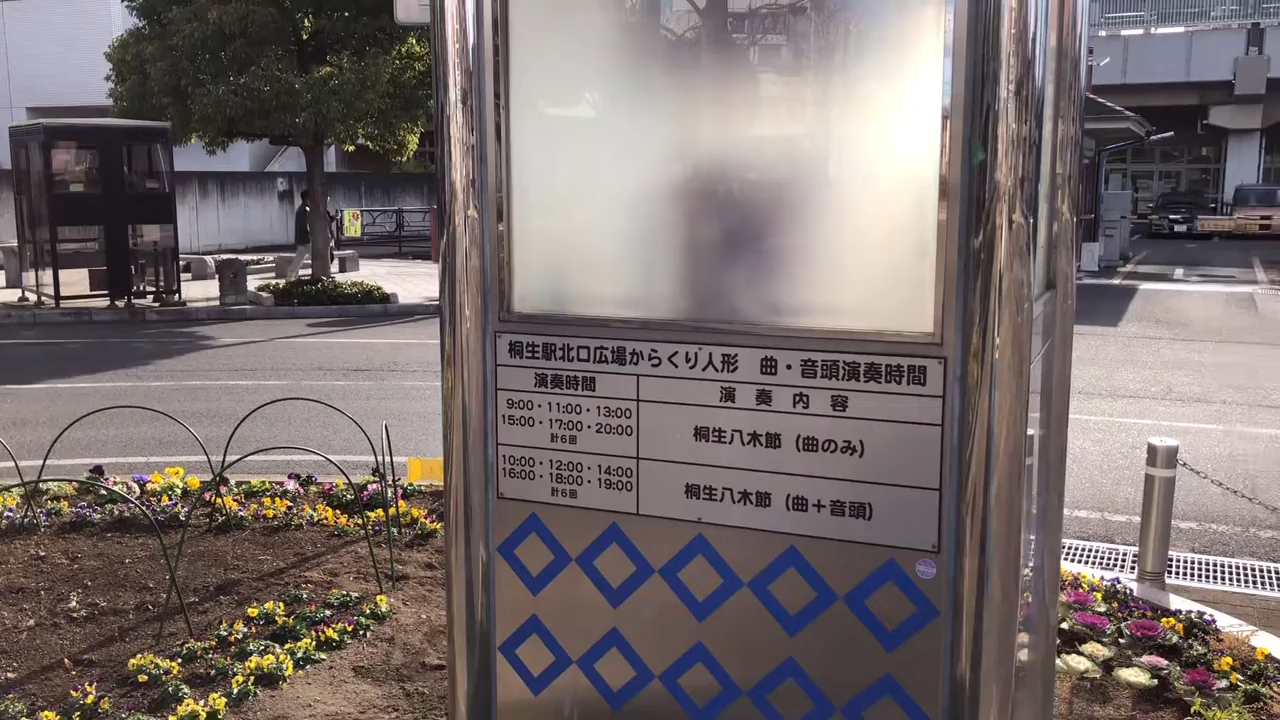 桐生駅北口広場からくり人形　曲・音頭演奏時間
演奏時間
演奏内容
9:00・11:00・13:00
15:00・17:00・20:00
計6回
桐生八木節（曲のみ）
10:00・12:00・14:00
16:00・18:00・19:00
計6回
桐生八木節（曲＋音頭）